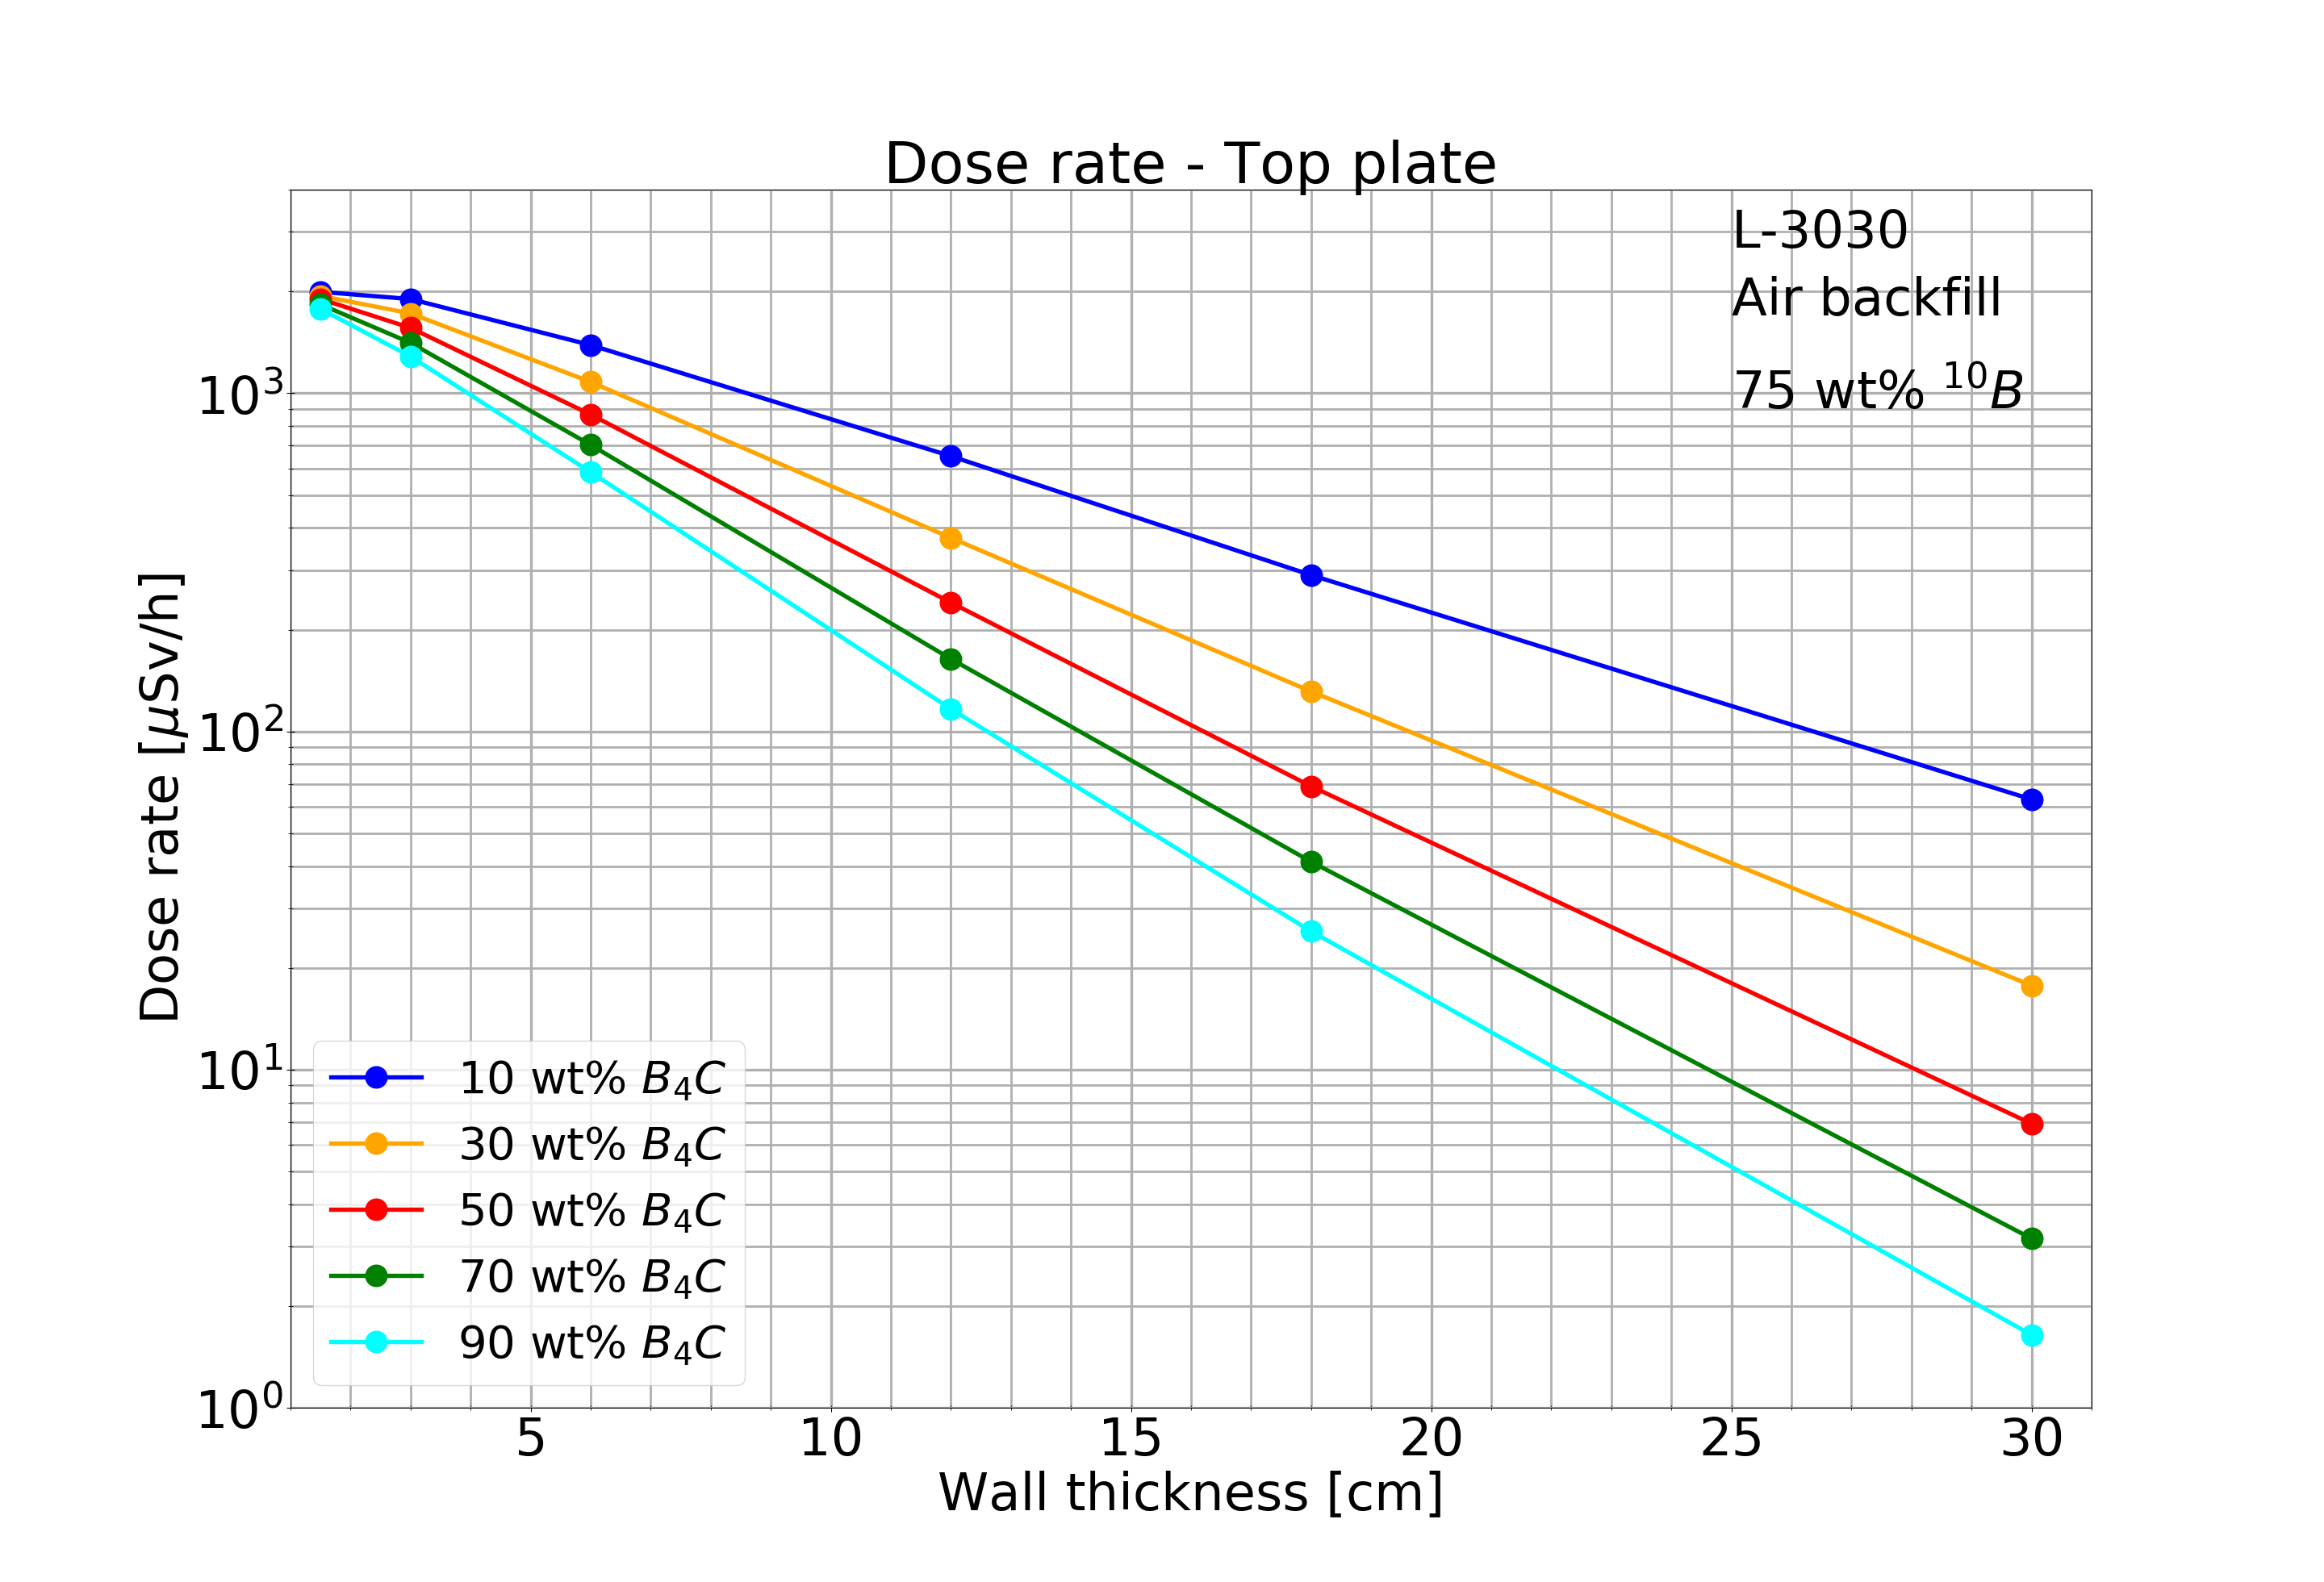 Dose rate - Top plate
L-3030
Air backfill
75 wt% ¹⁰B
Dose rate [μSv/h]
10³
10²
10¹
10⁰
10 wt% B₄C
30 wt% B₄C
50 wt% B₄C
70 wt% B₄C
90 wt% B₄C
5 10 15 20 25 30
Wall thickness [cm]